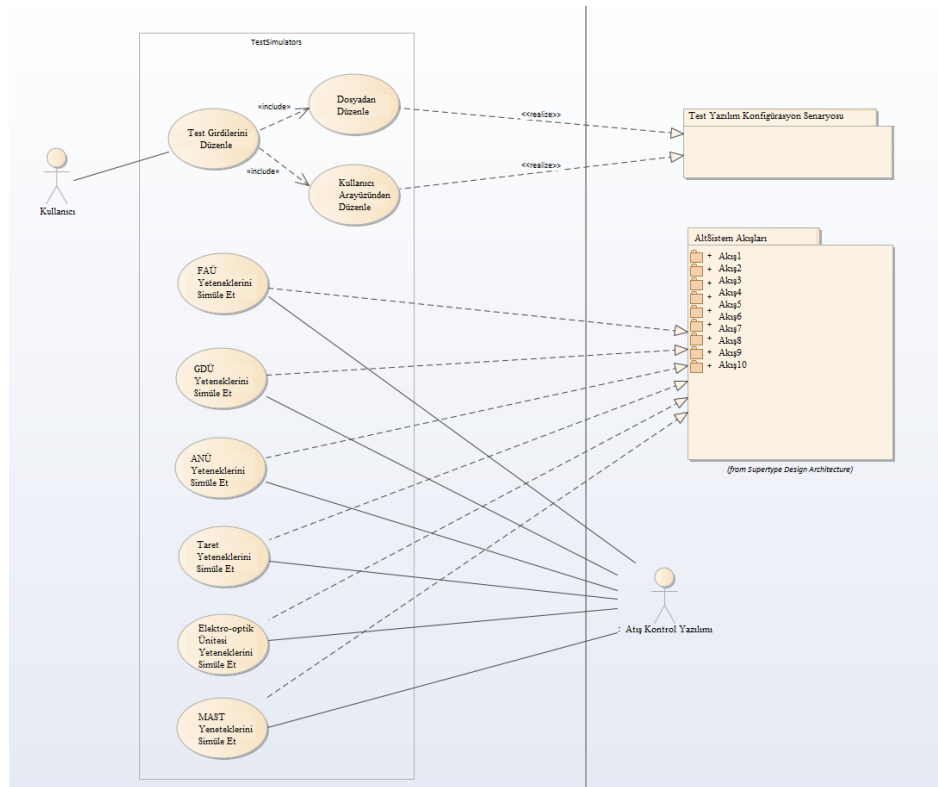 TestSimulators
Dosyadan
Düzenle
«include»
Test Girdilerini
Düzenle
«include»
Kullanıcı
Arayüzünden
Düzenle
Kullanıcı
<<realize>>
<<realize>>
Test Yazılım Konfigürasyon Senaryosu
AltSistem Akışları
+ Akış1
+ Akış2
+ Akış3
+ Akış4
+ Akış5
+ Akış6
+ Akış7
+ Akış8
+ Akış9
+ Akış10
(from Supertype Design Architecture)
FAÜ
Yeteneklerini
Simüle Et
GDÜ
Yeteneklerini
Simüle Et
ANÜ
Yeteneklerini
Simüle Et
Taret
Yeteneklerini
Simüle Et
Elektro-optik
Ünitesi
Yeteneklerini
Simüle Et
MAST
Yeneteklerini
Simüle Et
: Atış Kontrol Yazılımı